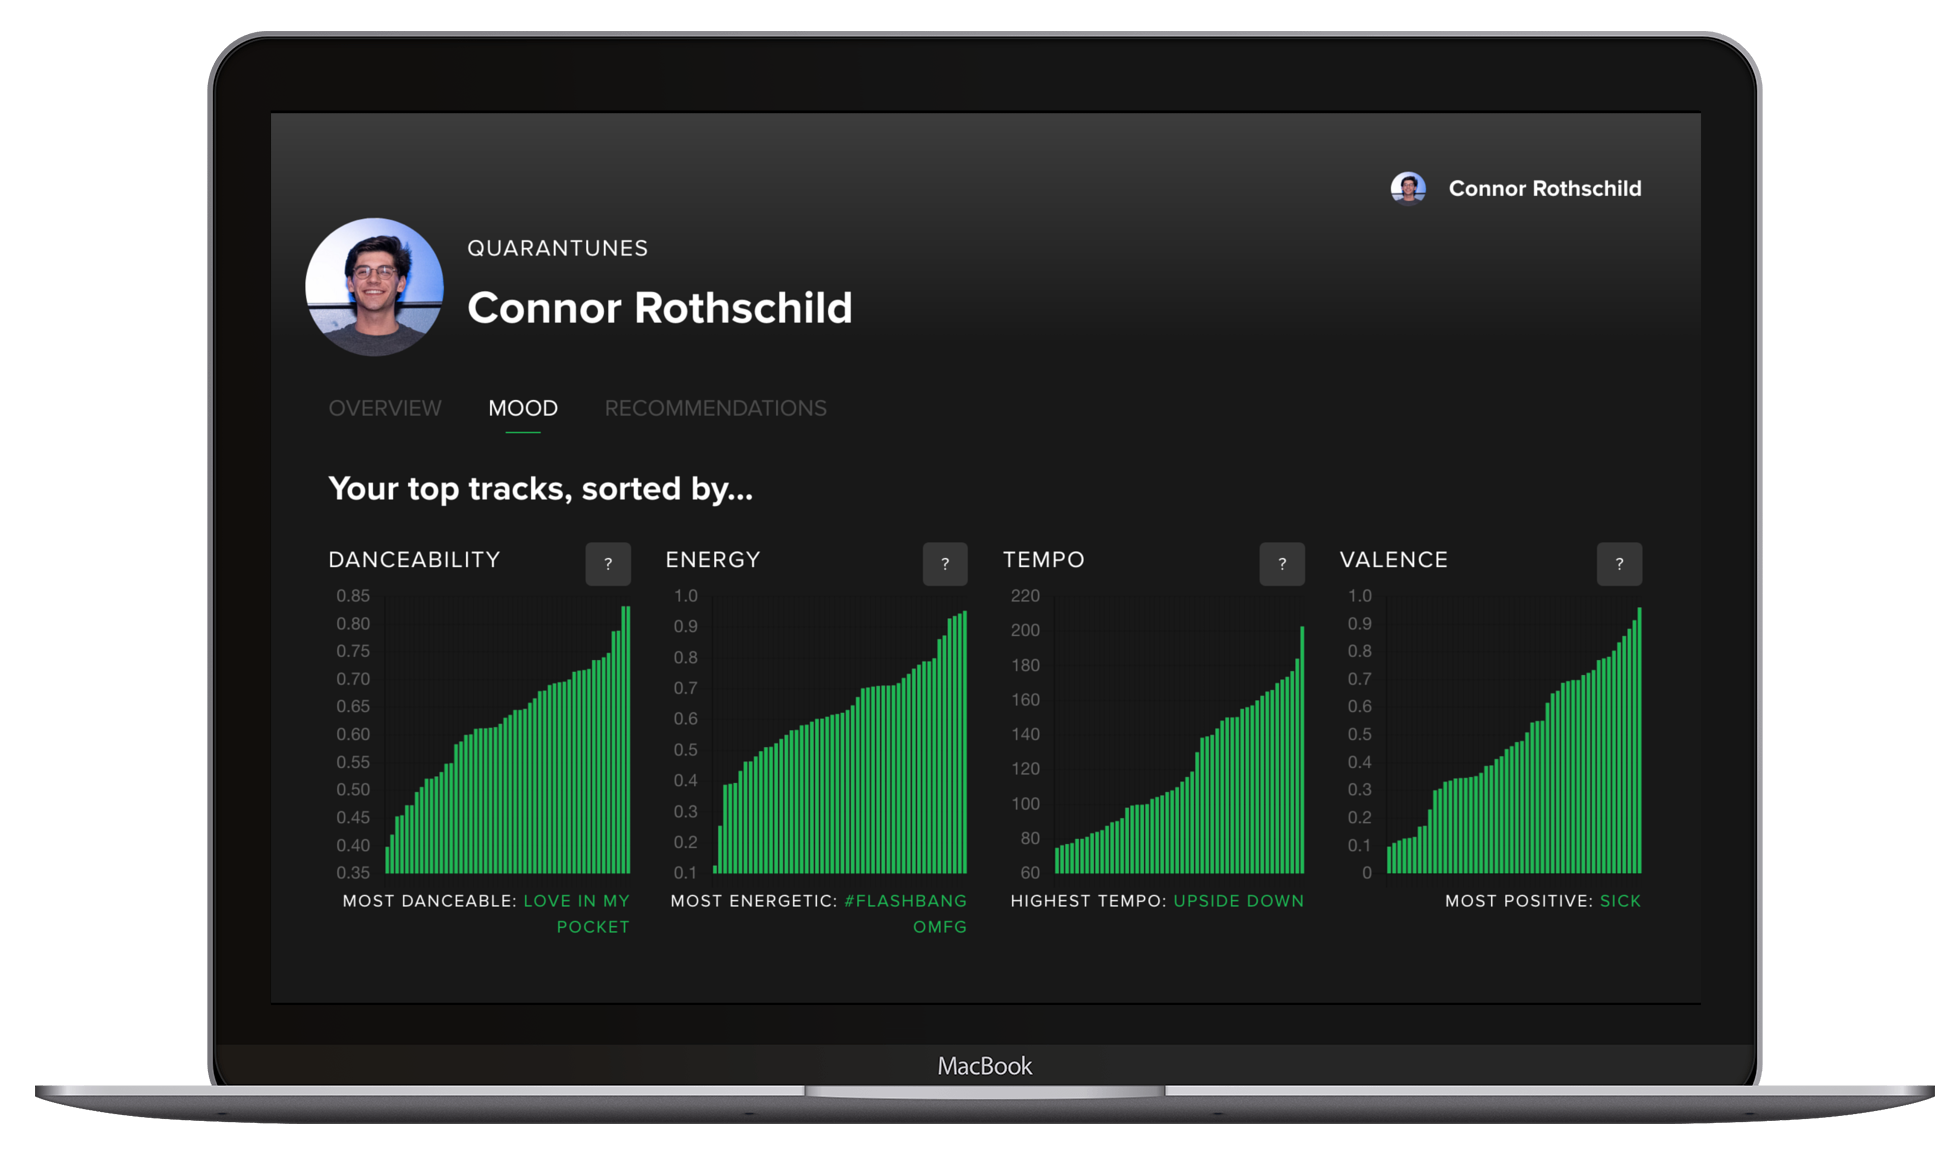 Connor Rothschild
QUARANTUNES
Connor Rothschild
OVERVIEW MOOD RECOMMENDATIONS
Your top tracks, sorted by...
DANCEABILITY ?
0.85
0.80
0.75
0.70
0.65
0.60
0.55
0.50
0.45
0.40
0.35
MOST DANCEABLE: LOVE IN MY
POCKET
ENERGY ?
1.0
0.9
0.8
0.7
0.6
0.5
0.4
0.3
0.2
0.1
MOST ENERGETIC: #FLASHBANG
OMFG
TEMPO ?
220
200
180
160
140
120
100
80
60
HIGHEST TEMPO: UPSIDE DOWN
VALENCE ?
1.0
0.9
0.8
0.7
0.6
0.5
0.4
0.3
0.2
0.1
0
MOST POSITIVE: SICK
MacBook